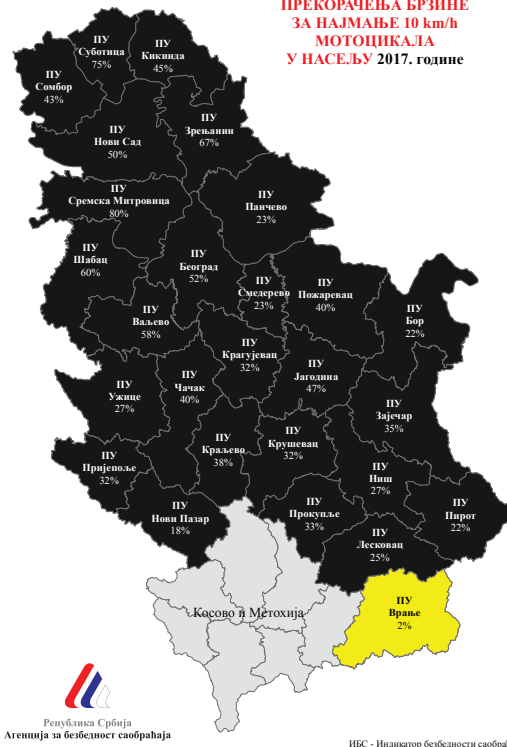 ПРЕКОРАЧЕЊА БРЗИНЕ
ЗА НАЈМАЊЕ 10 km/h
МОТОЦИКАЛА
У НАСЕЉУ 2017. године
ПУ
Суботица
75%
ПУ
Кикинда
45%
ПУ
Сомбор
43%
ПУ
Нови Сад
50%
ПУ
Зрењанин
67%
ПУ
Сремска Митровица
80%
ПУ
Панчево
23%
ПУ
Шабац
60%
ПУ
Београд
52%
ПУ
Смедерево
23%
ПУ
Пожаревац
40%
ПУ
Бор
22%
ПУ
Ваљево
58%
ПУ
Крагујевац
32%
ПУ
Јагодина
47%
ПУ
Ужице
27%
ПУ
Чачак
40%
ПУ
Зајечар
35%
ПУ
Краљево
38%
ПУ
Крушевац
32%
ПУ
Пријепоље
32%
ПУ
Ниш
27%
ПУ
Нови Пазар
18%
ПУ
Прокупље
33%
ПУ
Пирот
22%
ПУ
Лесковац
25%
ПУ
Врање
2%
Косово и Метохија
Република Србија
Агенција за безбедност саобраћаја
ИБС - Индикатор безбедности саобраћ